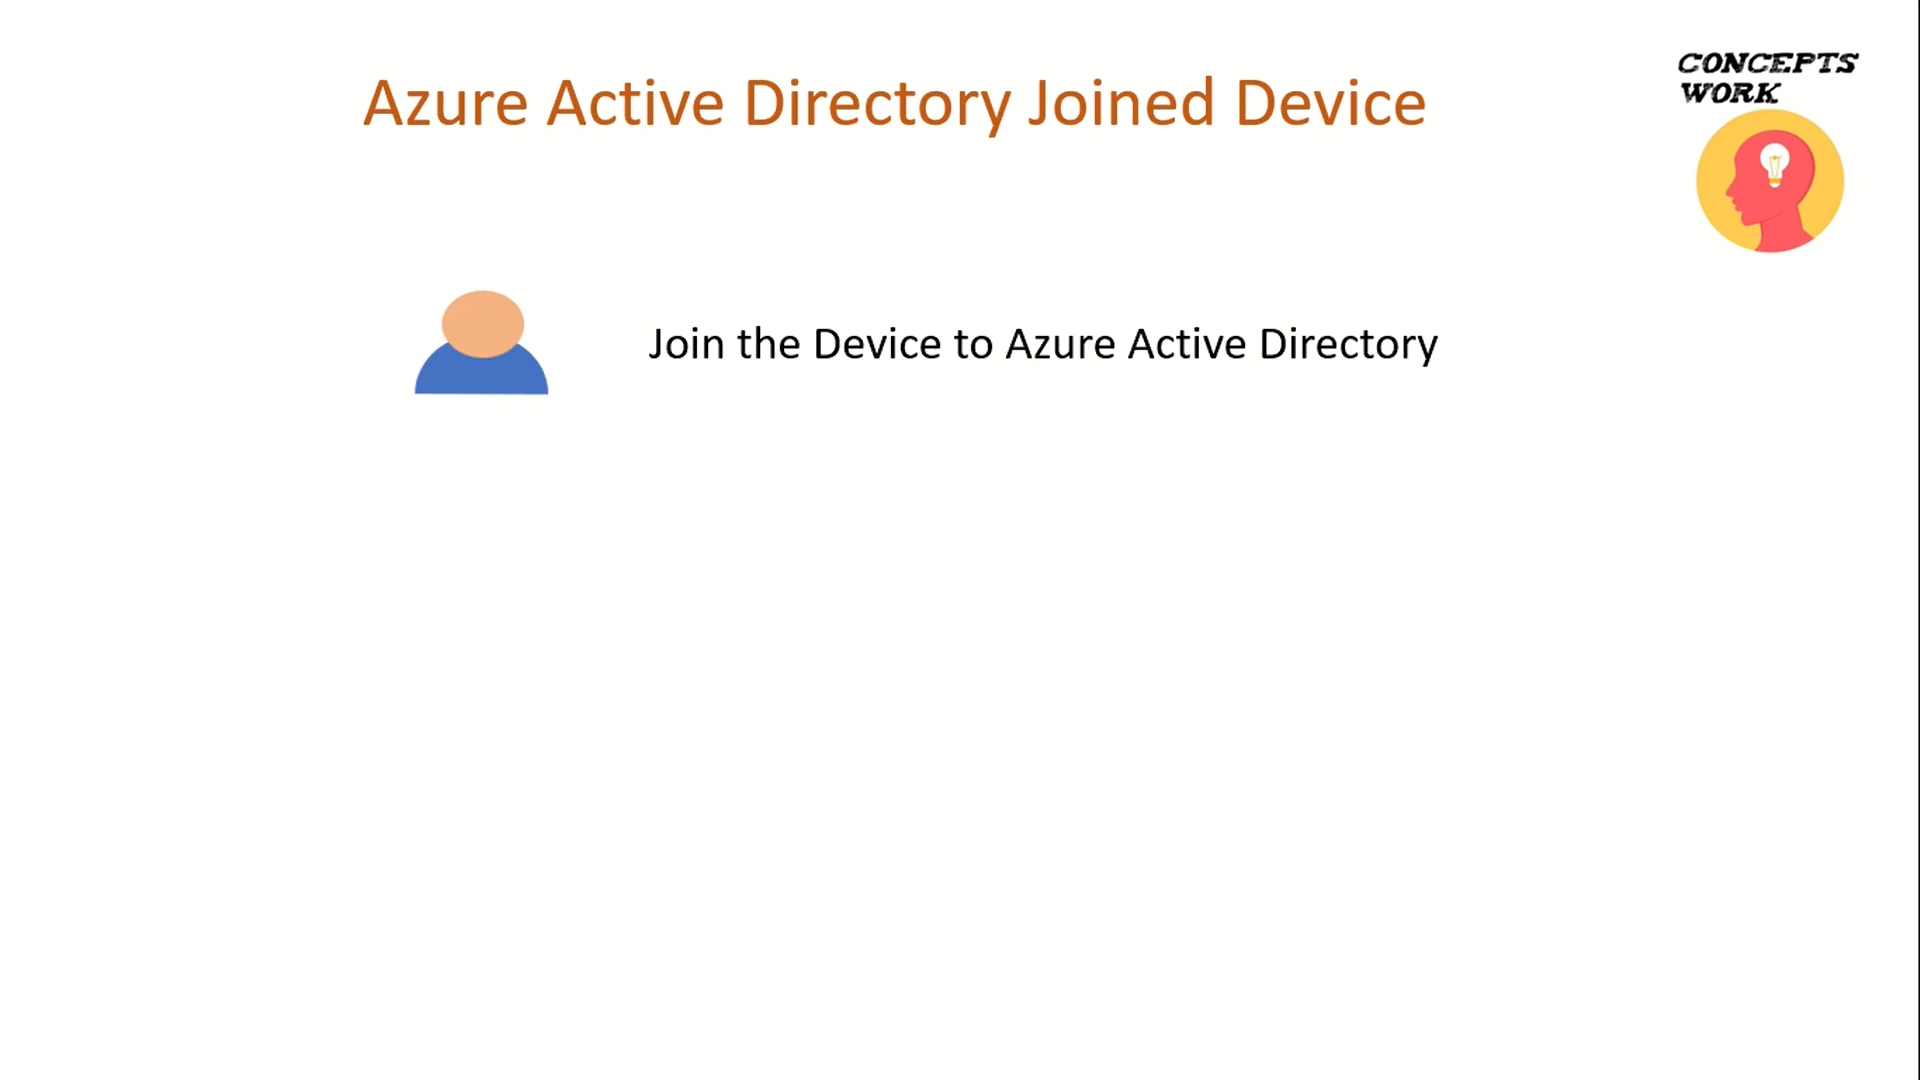 Azure Active Directory Joined Device
CONCEPTS
WORK
Join the Device to Azure Active Directory